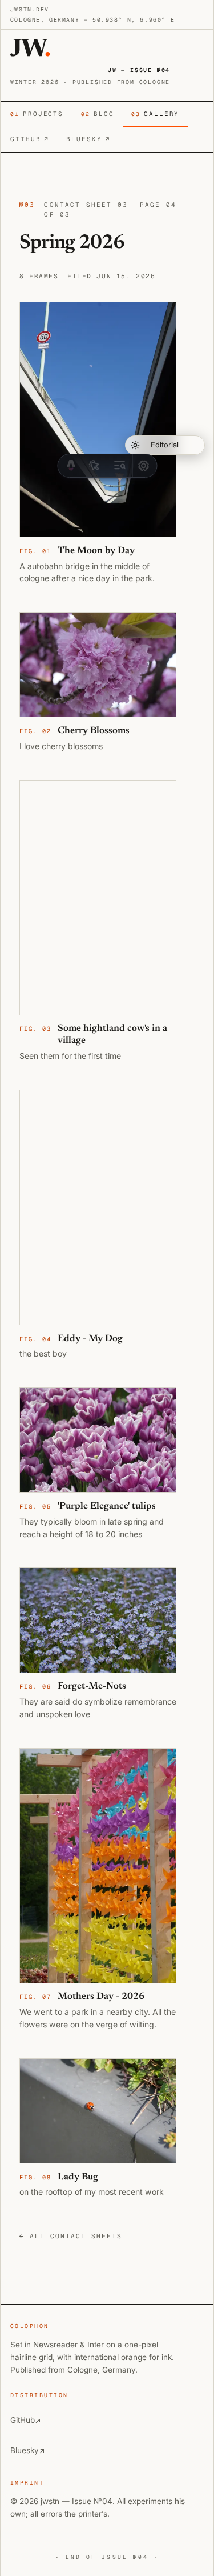 JWSTN.DEV
COLOGNE, GERMANY — 50.938° N, 6.960° E
JW.
JW — ISSUE №04
WINTER 2026 · PUBLISHED FROM COLOGNE
01 PROJECTS 02 BLOG 03 GALLERY
GITHUB ↗ BLUESKY ↗
№03 CONTACT SHEET 03 PAGE 04
OF 03
Spring 2026
8 FRAMES FILED JUN 15, 2026
Editorial
FIG. 01 The Moon by Day
A autobahn bridge in the middle of
cologne after a nice day in the park.
FIG. 02 Cherry Blossoms
I love cherry blossoms
FIG. 03 Some hightland cow's in a
village
Seen them for the first time
FIG. 04 Eddy - My Dog
the best boy
FIG. 05 'Purple Elegance' tulips
They typically bloom in late spring and
reach a height of 18 to 20 inches
FIG. 06 Forget-Me-Nots
They are said do symbolize remembrance
and unspoken love
FIG. 07 Mothers Day - 2026
We went to a park in a nearby city. All the
flowers were on the verge of wilting.
FIG. 08 Lady Bug
on the rooftop of my most recent work
← ALL CONTACT SHEETS
COLOPHON
Set in Newsreader & Inter on a one-pixel
hairline grid, with international orange for ink.
Published from Cologne, Germany.
DISTRIBUTION
GitHub↗
Bluesky↗
IMPRINT
© 2026 jwstn — Issue №04. All experiments his
own; all errors the printer's.
· END OF ISSUE №04 ·